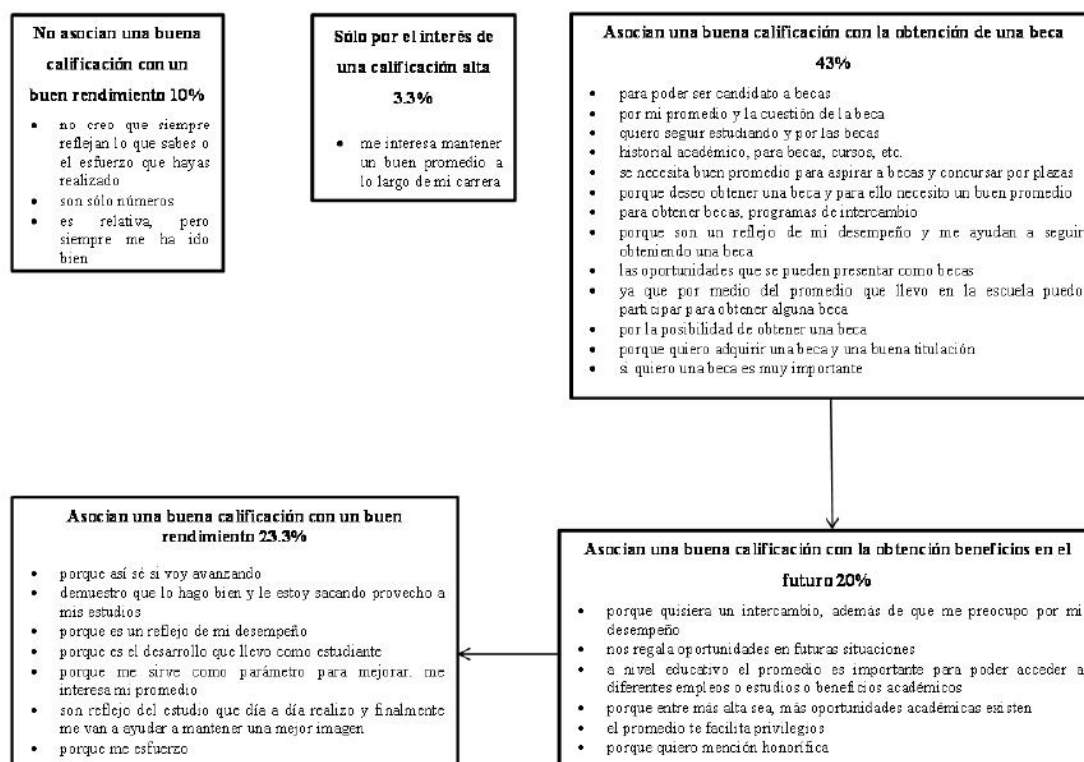 No asocian una buena
calificación con un
buen rendimiento 10%
• no creo que siempre
reflejan lo que sabes o
el esfuerzo que hayas
realizado
• son sólo números
• es relativa, pero
siempre me ha ido
bien
Sólo por el interés de
una calificación alta
3.3%
• me interesa mantener
un buen promedio a
lo largo de mi carrera
Asocian una buena calificación con la obtención de una beca
43%
• para poder ser candidato a becas
• por mi promedio y la cuestión de la beca
• quiero seguir estudiando y por las becas
• historial académico, para becas, cursos, etc.
• se necesita buen promedio para aspirar a becas y concursar por plazas
• porque deseo obtener una beca y para ello necesito un buen promedio
• para obtener becas, programas de intercambio
• porque son un reflejo de mi desempeño y me ayudan a seguir
obteniendo una beca
• las oportunidades que se pueden presentar como becas
• ya que por medio del promedio que llevo en la escuela puedo
participar para obtener alguna beca
• por la posibilidad de obtener una beca
• porque quiero adquirir una beca y una buena titulación
• si quiero una beca es muy importante
Asocian una buena calificación con un buen
rendimiento 23.3%
• porque así sé si voy avanzando
• demuestro que lo hago bien y le estoy sacando provecho a
mis estudios
• porque es un reflejo de mi desempeño
• porque es el desarrollo que llevo como estudiante
• porque me sirve como parámetro para mejorar. me
interesa mi promedio
• son reflejo del estudio que día a día realizo y finalmente
me van a ayudar a mantener una mejor imagen
• porque me esfuerzo
Asocian una buena calificación con la obtención beneficios en el
futuro 20%
• porque quisiera un intercambio, además de que me preocupo por mi
desempeño
• nos regala oportunidades en futuras situaciones
• a nivel educativo el promedio es importante para poder acceder a
diferentes empleos o estudios o beneficios académicos
• porque entre más alta sea, más oportunidades académicas existen
• el promedio te facilita privilegios
• porque quiero mención honorífica